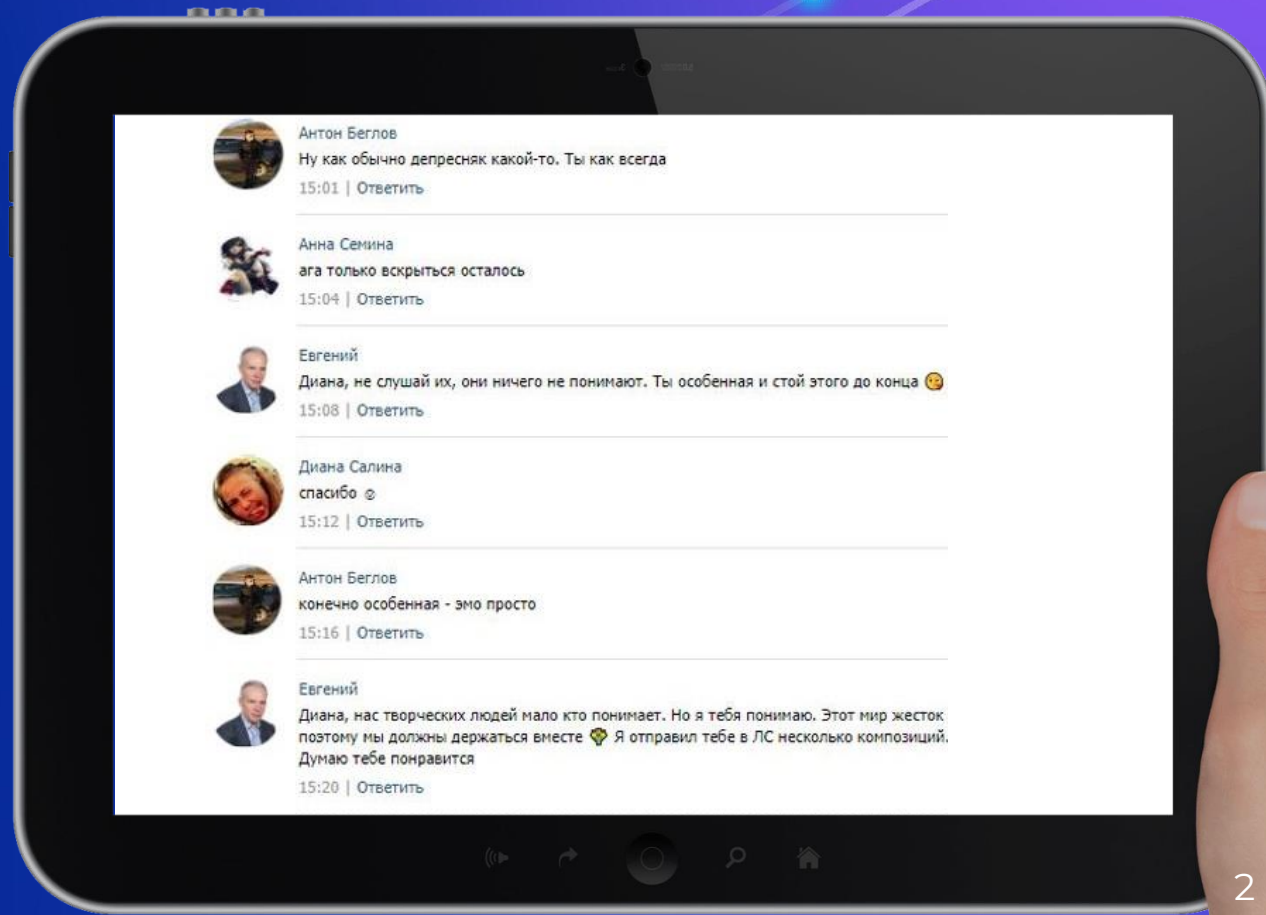 Антон Беглов
Ну как обычно депресняк какой-то. Ты как всегда
15:01 | Ответить
Анна Семина
ага только вскрыться осталось
15:04 | Ответить
Евгений
Диана, не слушай их, они ничего не понимают. Ты особенная и стой этого до конца 😘
15:08 | Ответить
Диана Салина
спасибо ☺
15:12 | Ответить
Антон Беглов
конечно особенная - эмо просто
15:16 | Ответить
Евгений
Диана, нас творческих людей мало кто понимает. Но я тебя понимаю. Этот мир жесток
поэтому мы должны держаться вместе 💐 Я отправил тебе в ЛС несколько композиций.
Думаю тебе понравится
15:20 | Ответить
2